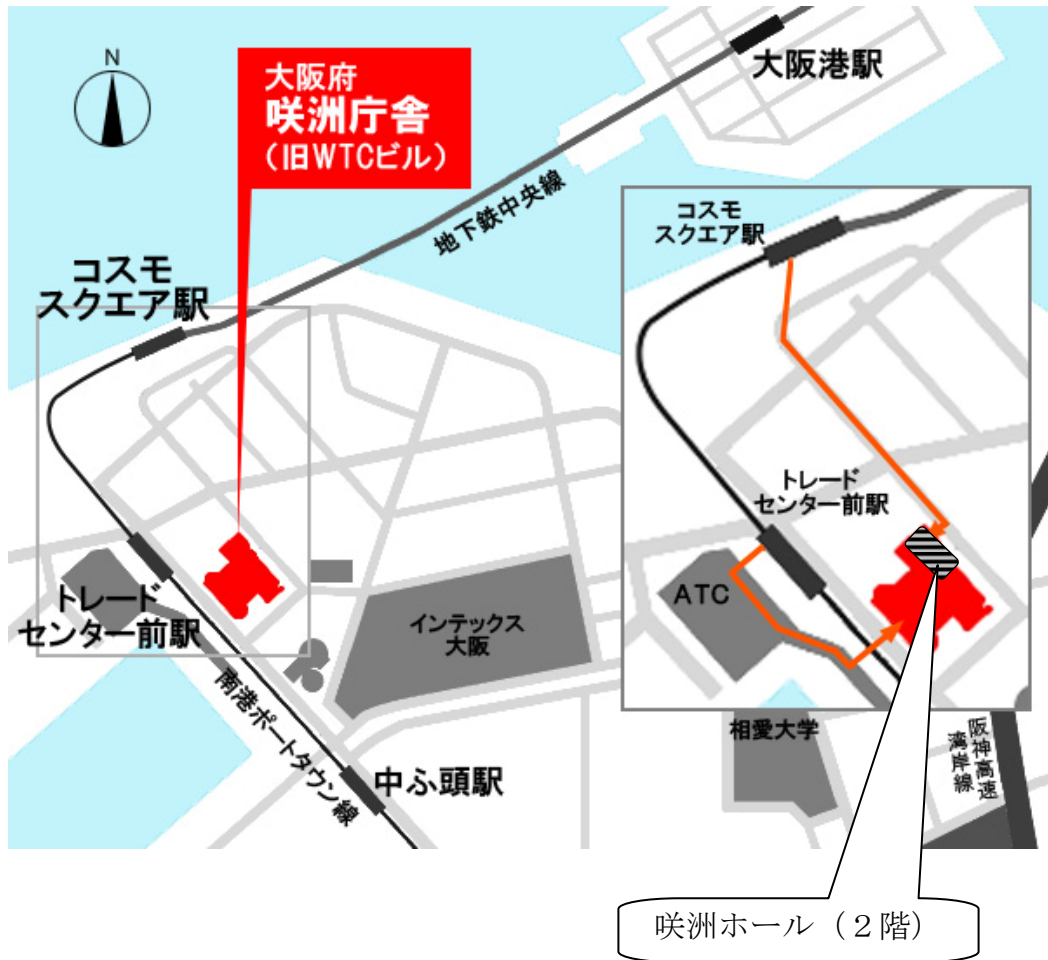 N
大阪府
咲洲庁舎
（旧WTCビル）
大阪港駅
地下鉄中央線
コスモ
スクエア駅
トレード
センター前駅
インテックス
大阪
南港ポートタウン線
中ふ頭駅
コスモ
スクエア駅
トレード
センター前駅
ATC
相愛大学
阪神高速
湾岸線
咲洲ホール（２階）